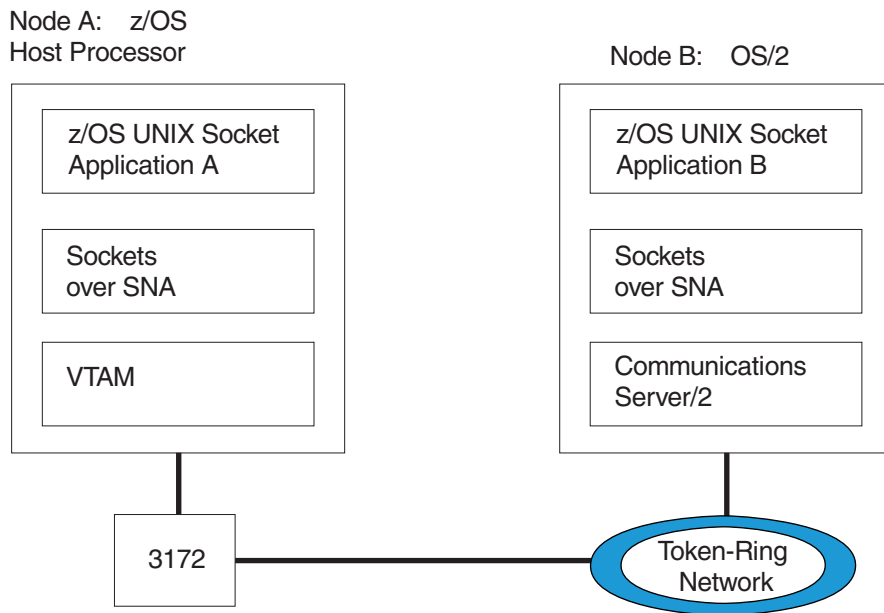 Node A: z/OS
Host Processor
Node B: OS/2
z/OS UNIX Socket
Application A
z/OS UNIX Socket
Application B
Sockets
over SNA
Sockets
over SNA
VTAM
Communications
Server/2
3172
Token-Ring
Network